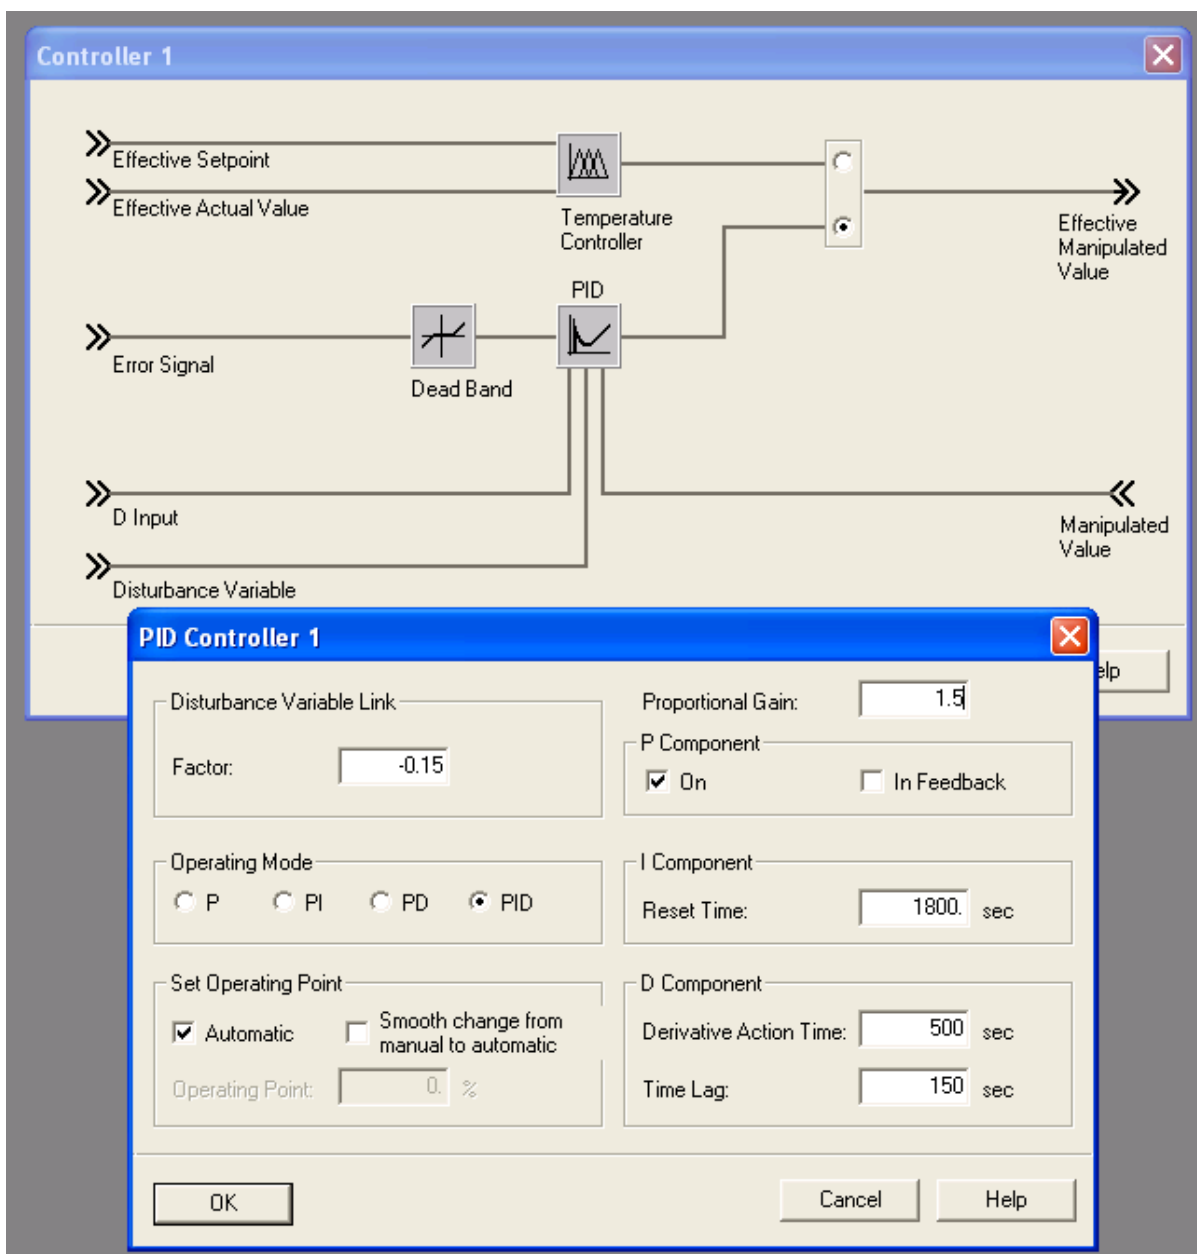 Controller 1
Effective Setpoint
Effective Actual Value
Temperature
Controller
Effective
Manipulated
Value
PID
Error Signal
Dead Band
D Input
Manipulated
Value
Disturbance Variable
elp
PID Controller 1
Disturbance Variable Link
Factor: -0.15
Proportional Gain: 1.5
P Component
On In Feedback
Operating Mode
P PI PD PID
I Component
Reset Time: 1800. sec
Set Operating Point
Automatic Smooth change from
manual to automatic
Operating Point: 0. %
D Component
Derivative Action Time: 500 sec
Time Lag: 150 sec
OK Cancel Help